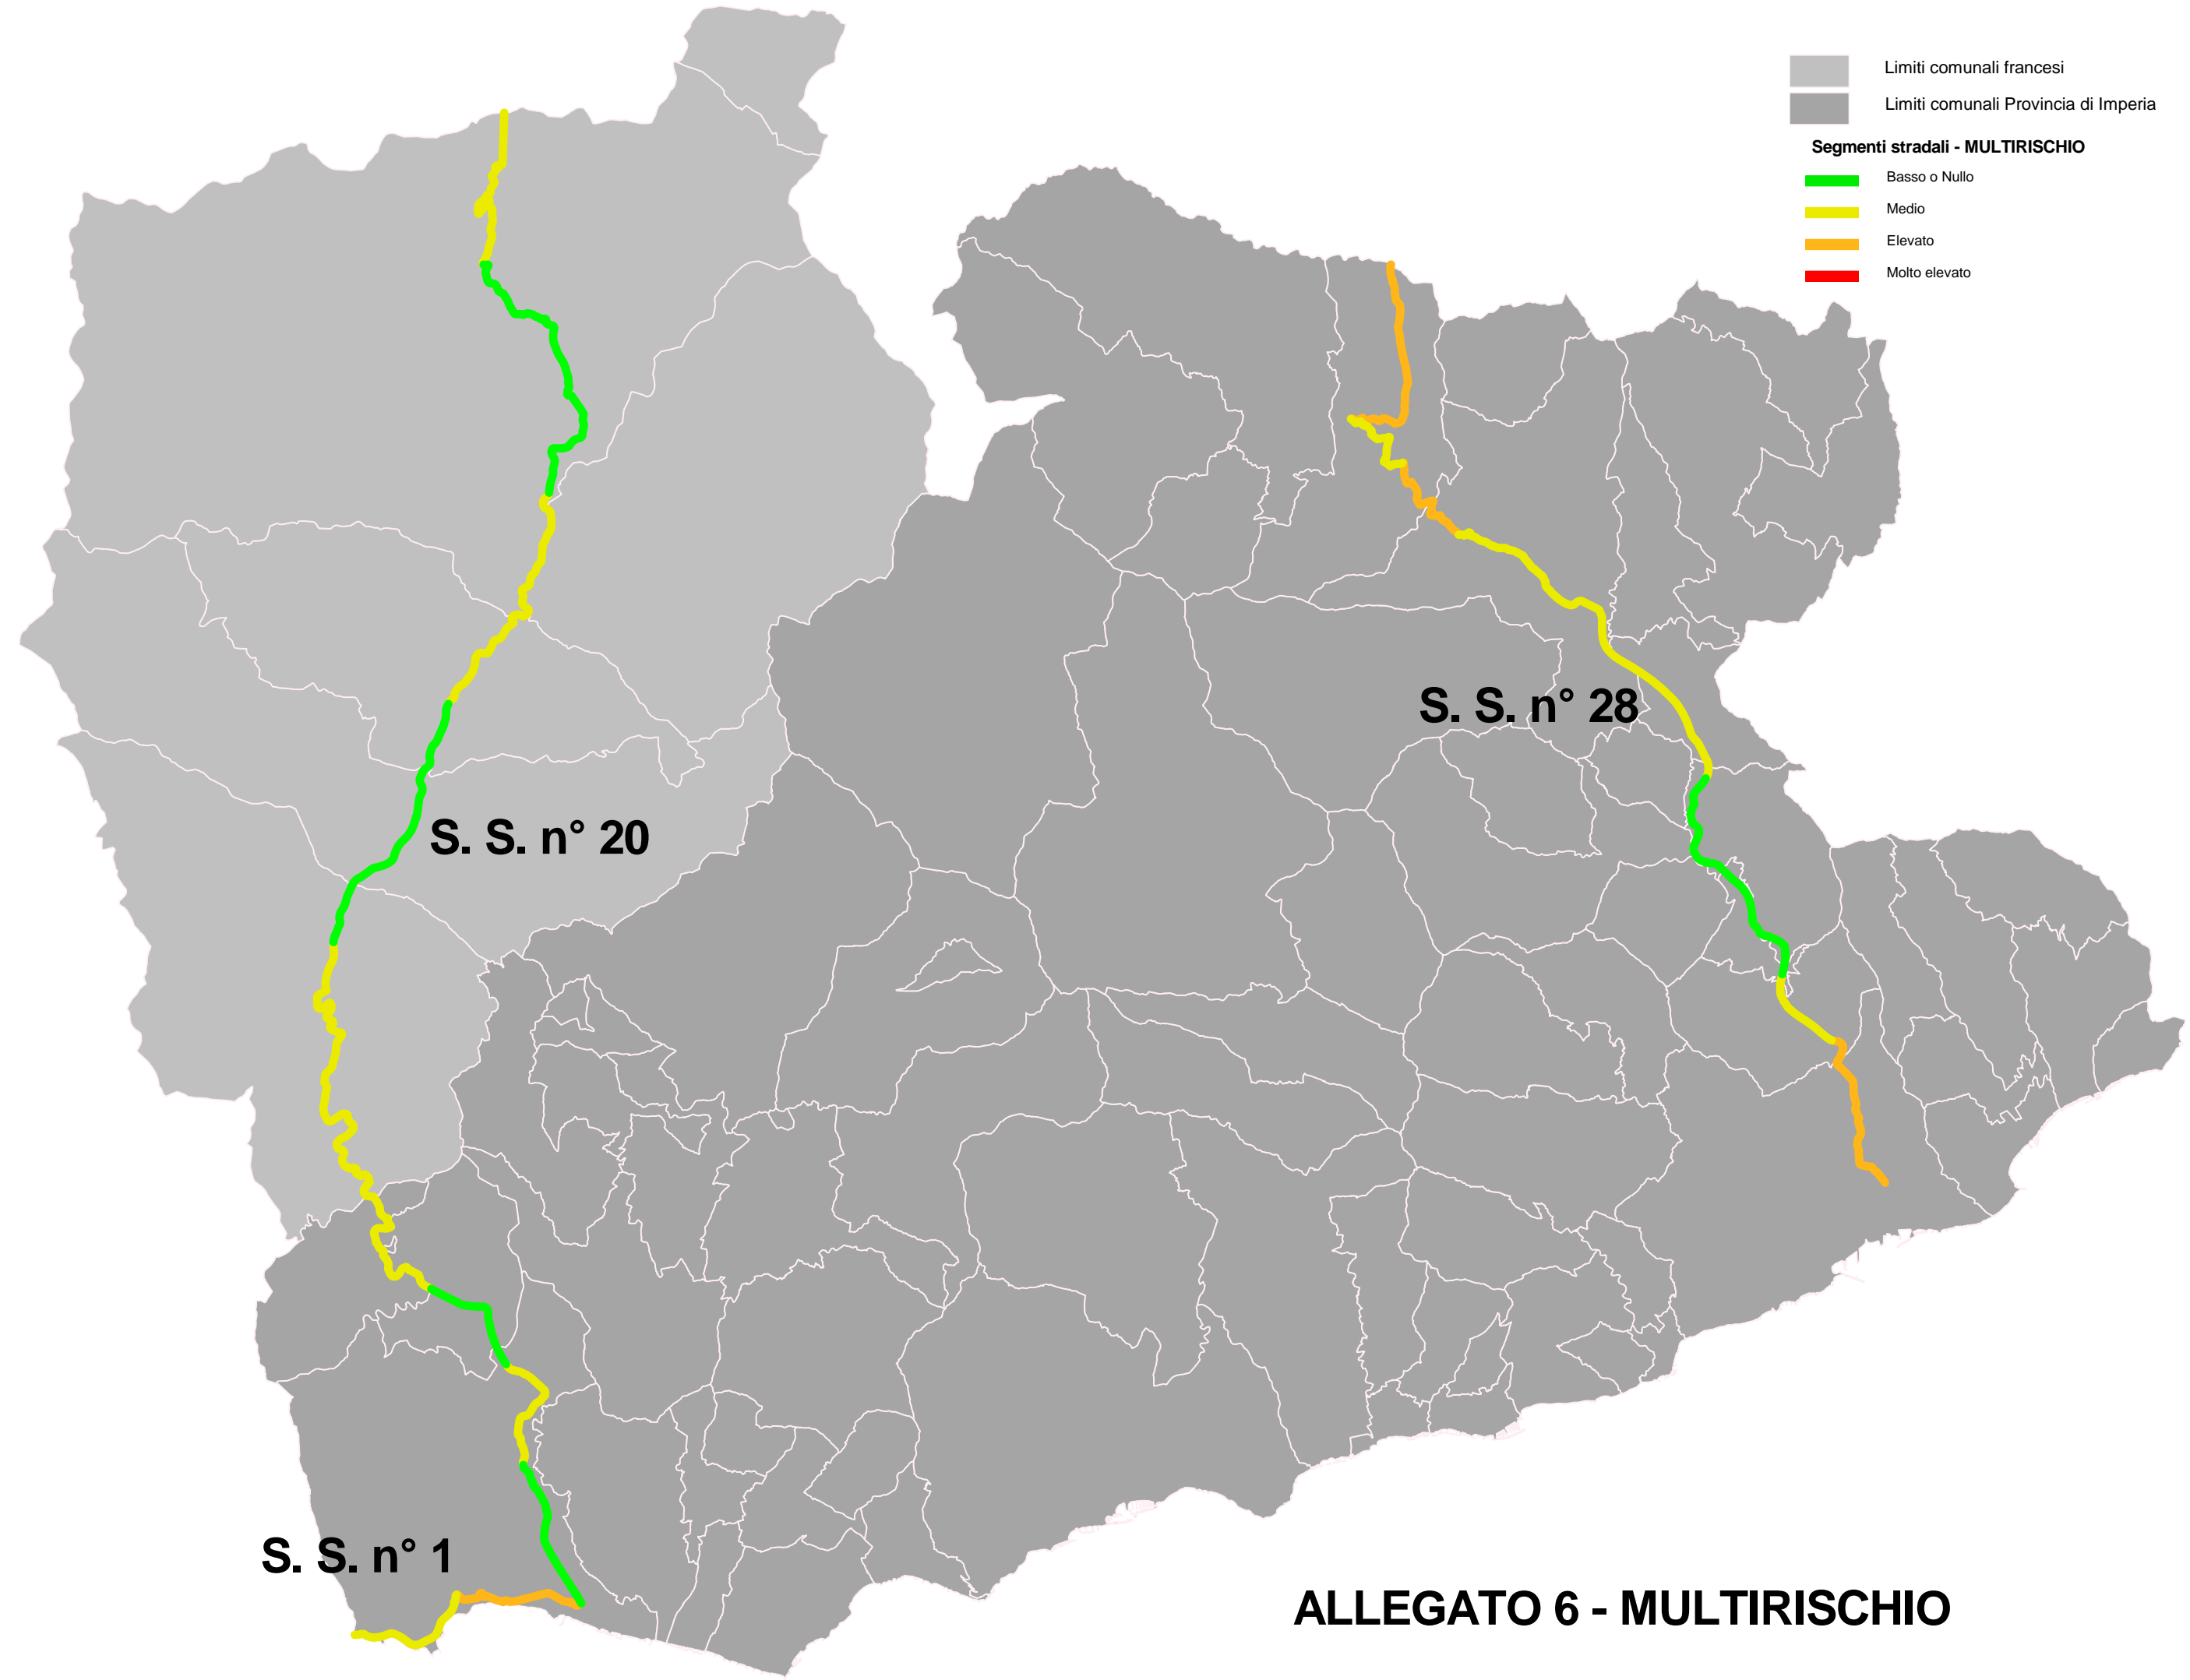 Limiti comunali francesi
Limiti comunali Provincia di Imperia
Segmenti stradali - MULTIRISCHIO
Basso o Nullo
Medio
Elevato
Molto elevato
S. S. n° 28
S. S. n° 20
S. S. n° 1
ALLEGATO 6 - MULTIRISCHIO